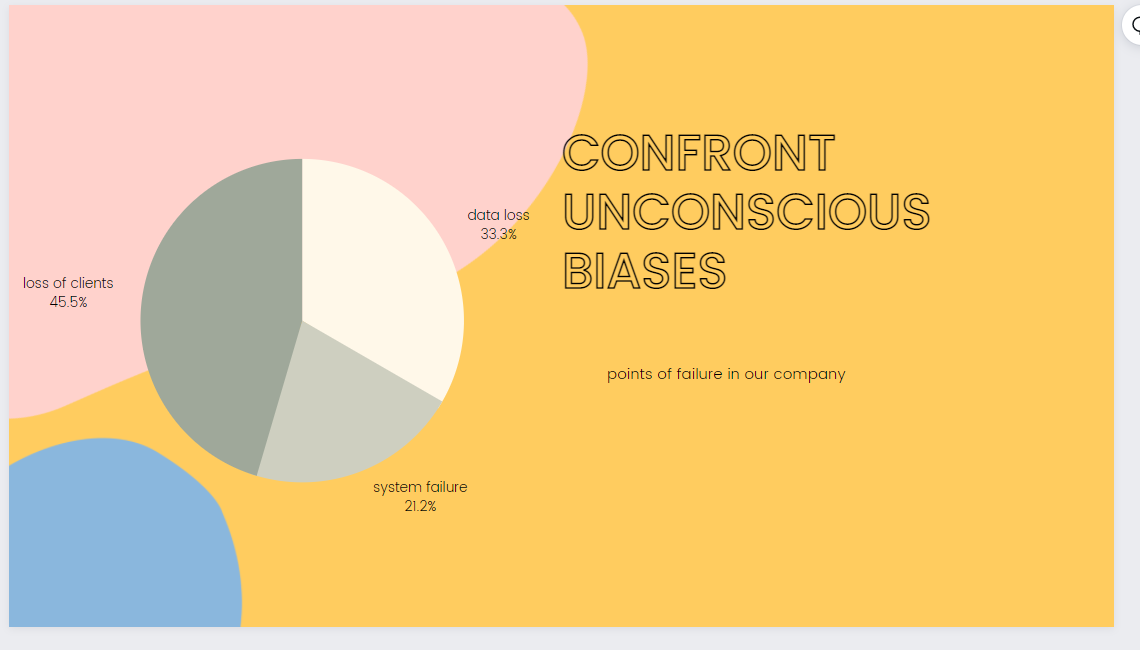 CONFRONT
UNCONSCIOUS
BIASES
points of failure in our company
data loss
33.3%
loss of clients
45.5%
system failure
21.2%